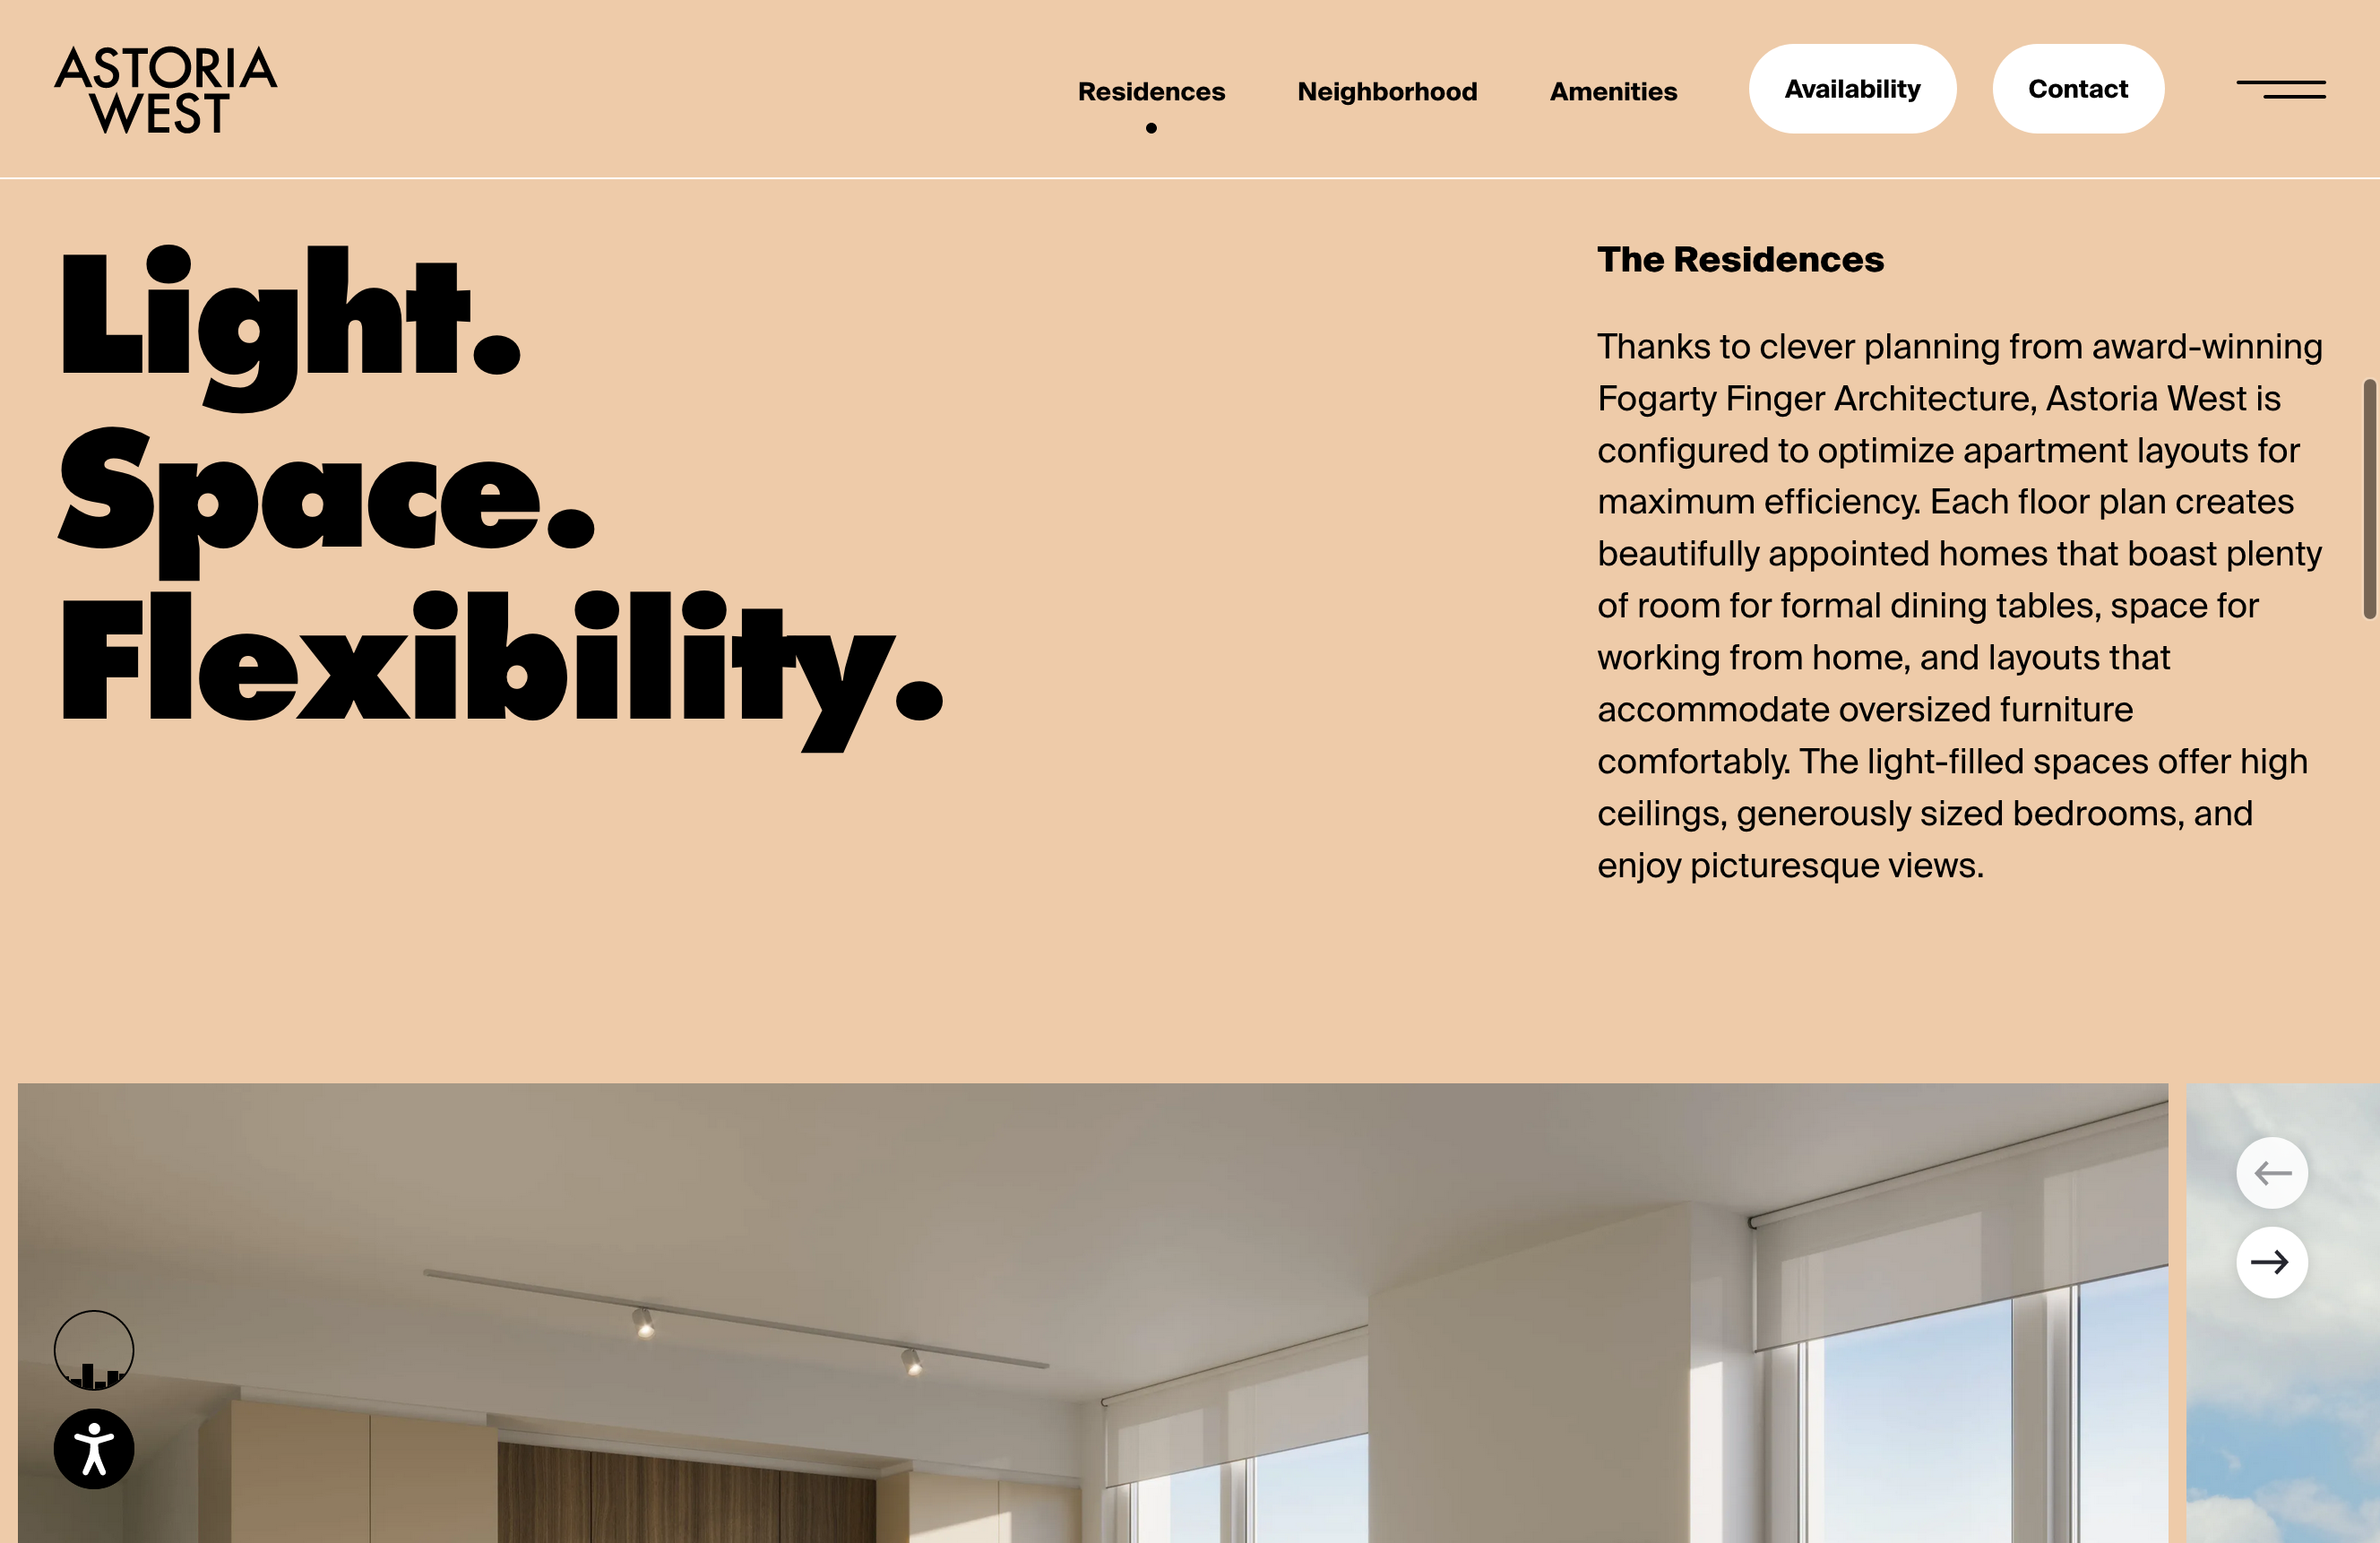 ASTORIA
WEST
Residences
Neighborhood
Amenities
Availability
Contact
Light.
Space.
Flexibility.
The Residences
Thanks to clever planning from award-winning
Fogarty Finger Architecture, Astoria West is
configured to optimize apartment layouts for
maximum efficiency. Each floor plan creates
beautifully appointed homes that boast plenty
of room for formal dining tables, space for
working from home, and layouts that
accommodate oversized furniture
comfortably. The light-filled spaces offer high
ceilings, generously sized bedrooms, and
enjoy picturesque views.